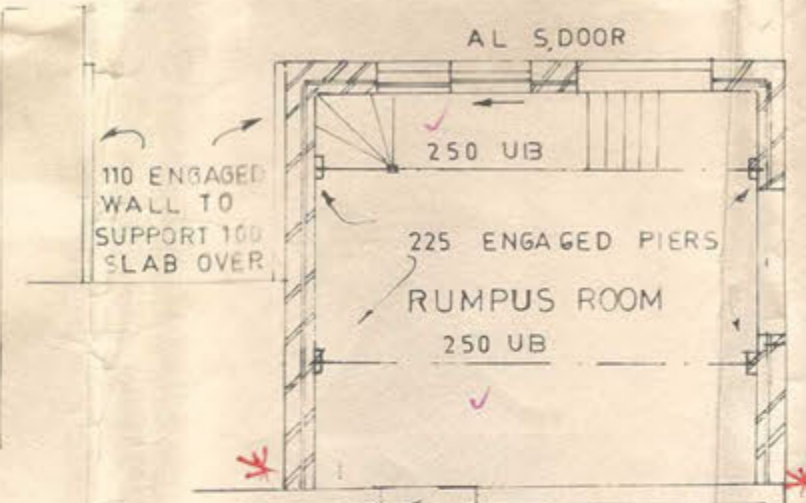 AL S,DOOR
250 UB
110 ENGAGED
WALL TO
SUPPORT 100
SLAB OVER
225 ENGAGED PIERS
RUMPUS ROOM
250 UB